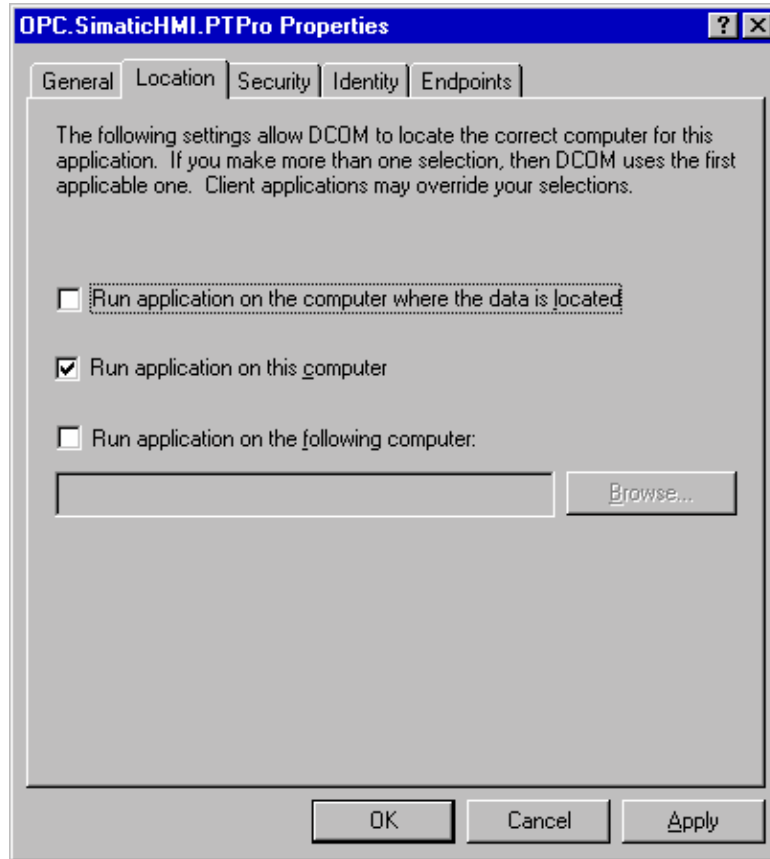 OPC.SimaticHMI.PTPro Properties
General Location Security Identity Endpoints
The following settings allow DCOM to locate the correct computer for this
application. If you make more than one selection, then DCOM uses the first
applicable one. Client applications may override your selections.
Run application on the computer where the data is located
Run application on this computer
Run application on the following computer:
Browse...
OK Cancel Apply